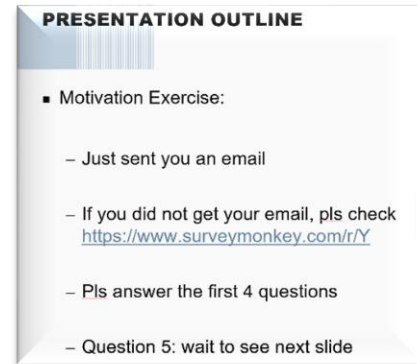 PRESENTATION OUTLINE
▪ Motivation Exercise:
– Just sent you an email
– If you did not get your email, pls check
https://www.surveymonkey.com/r/Y
– Pls answer the first 4 questions
– Question 5: wait to see next slide